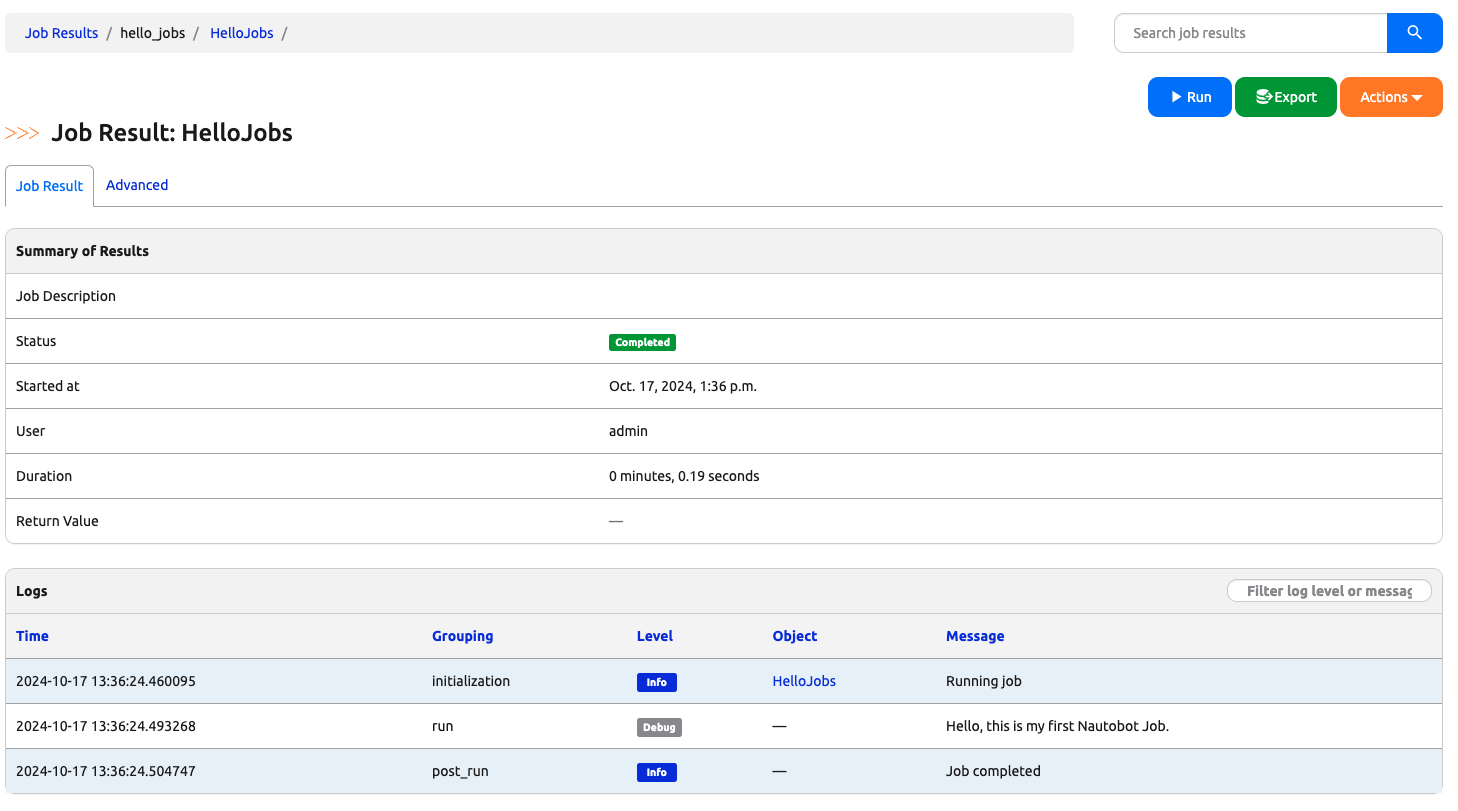 Job Results / hello_jobs / HelloJobs /
Search job results
Run Export Actions
>>> Job Result: HelloJobs
Job Result Advanced
Summary of Results
Job Description
Status Completed
Started at Oct. 17, 2024, 1:36 p.m.
User admin
Duration 0 minutes, 0.19 seconds
Return Value —
Logs Filter log level or messag
Time Grouping Level Object Message
2024-10-17 13:36:24.460095 initialization Info HelloJobs Running job
2024-10-17 13:36:24.493268 run Debug — Hello, this is my first Nautobot Job.
2024-10-17 13:36:24.504747 post_run Info — Job completed